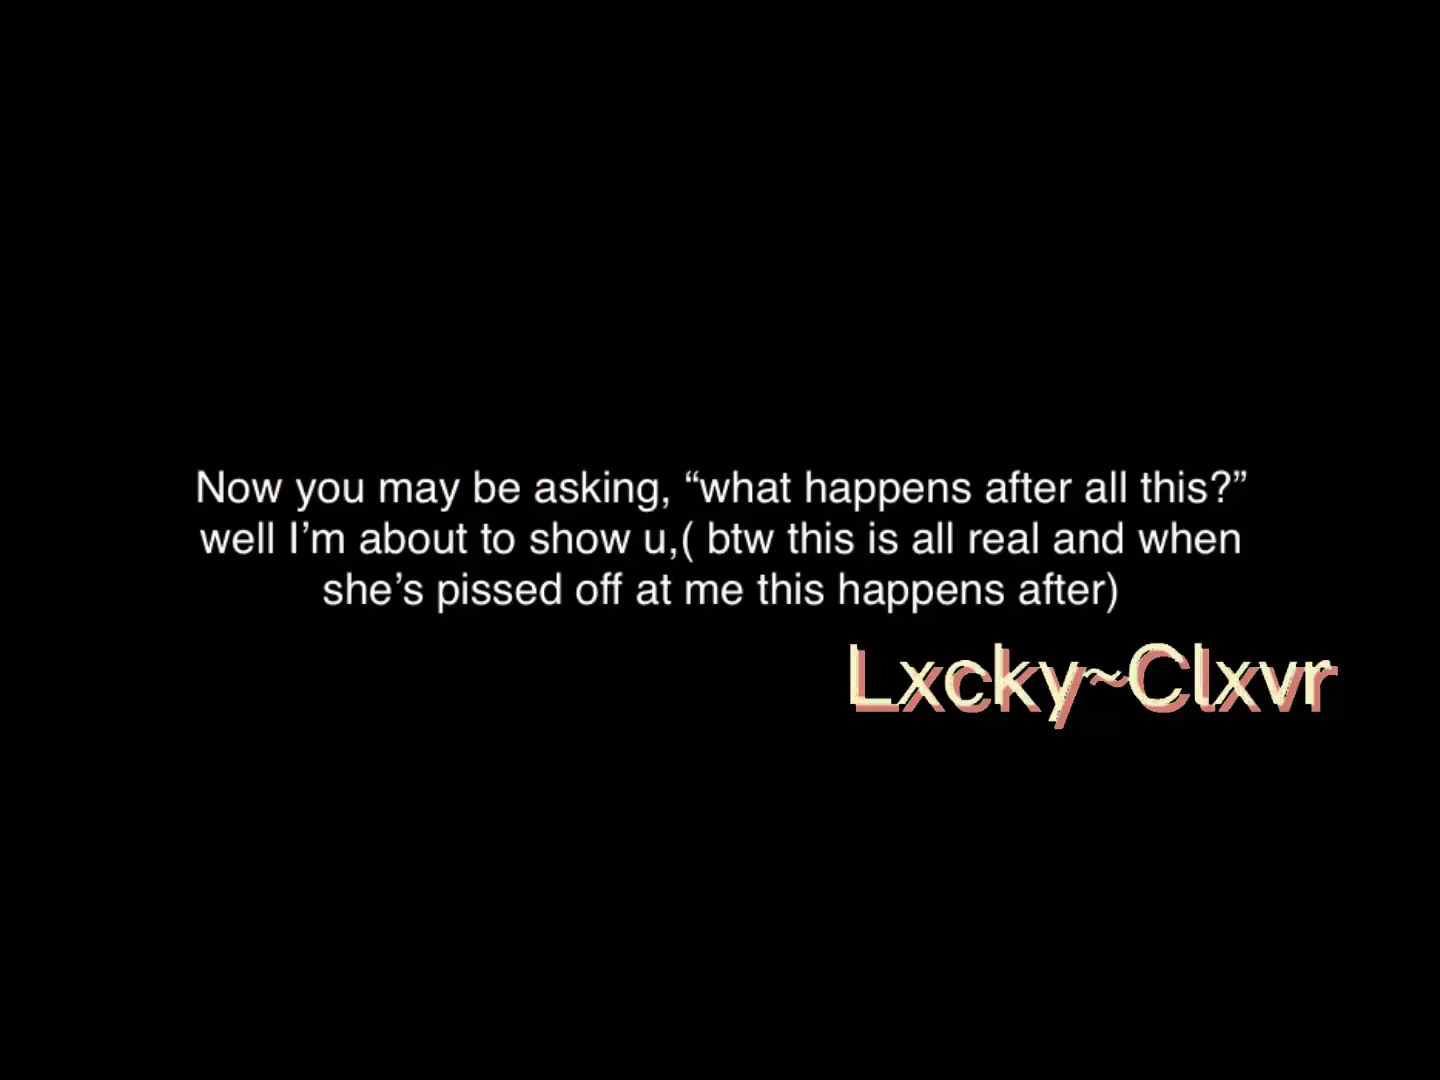 Now you may be asking, “what happens after all this?”
well I’m about to show u,( btw this is all real and when
she’s pissed off at me this happens after)
Lxcky~Clxvr